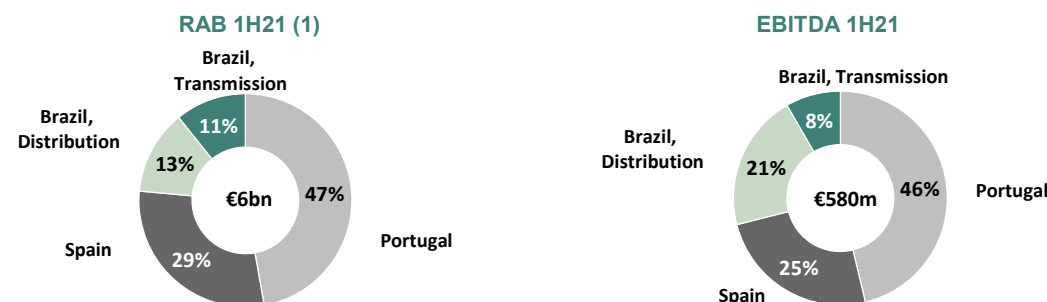 RAB 1H21 (1)
Brazil,
Transmission
Brazil,
Distribution
11%
13%
€6bn
47%
Portugal
Spain
29%
EBITDA 1H21
Brazil, Transmission
8%
Brazil,
Distribution
21%
€580m
46%
Portugal
25%
Spain